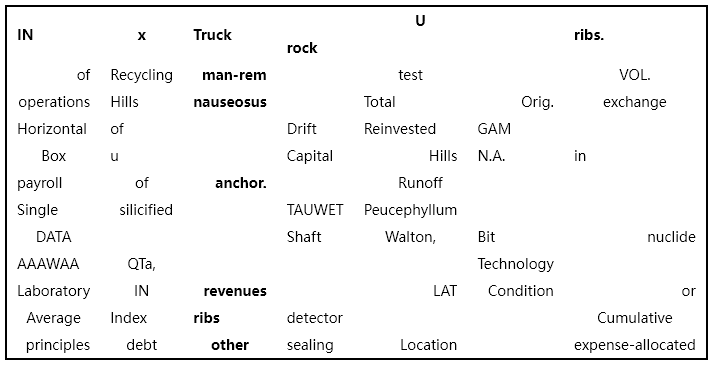 IN x Truck rock U ribs.
of Recycling man-rem test VOL.
operations Hills nauseosus Total Orig. exchange
Horizontal of Drift Reinvested GAM
Box u Capital Hills N.A. in
payroll of anchor. Runoff
Single silicified TAUWET Peucephyllum
DATA Shaft Walton, Bit nuclide
AAAWAA QTa, Technology
Laboratory IN revenues LAT Condition or
Average Index ribs detector Cumulative
principles debt other sealing Location expense-allocated